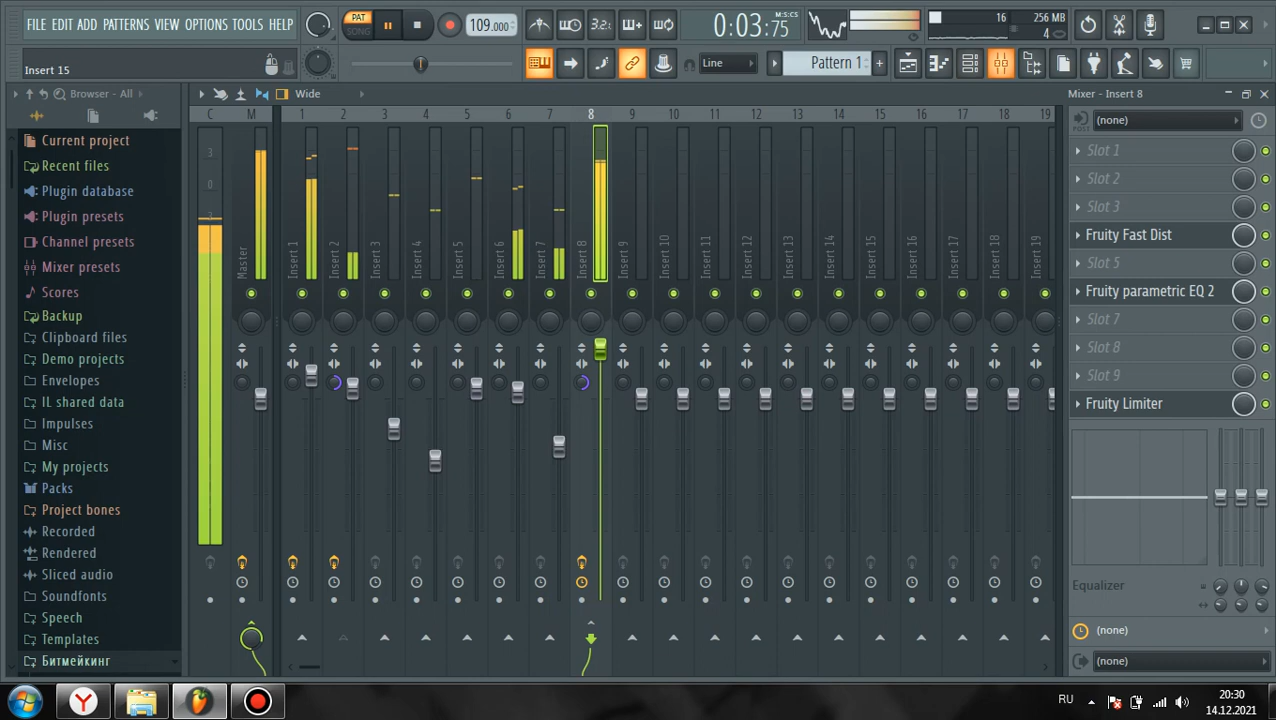 FILE EDIT ADD PATTERNS VIEW OPTIONS TOOLS HELP
PAT
SONG
109.000
3.2
0:03:75
M:S:CS
16
256 MB
4
Insert 15
Line
Pattern 1
Browser - All
Wide
Mixer - Insert 8
Current project
Recent files
Plugin database
Plugin presets
Channel presets
Mixer presets
Scores
Backup
Clipboard files
Demo projects
Envelopes
IL shared data
Impulses
Misc
My projects
Packs
Project bones
Recorded
Rendered
Sliced audio
Soundfonts
Speech
Templates
Битмейкинг
C M 1 2 3 4 5 6 7 8 9 10 11 12 13 14 15 16 17 18 19
3
0
3
Master
Insert 1
Insert 2
Insert 3
Insert 4
Insert 5
Insert 6
Insert 7
Insert 8
Insert 9
Insert 10
Insert 11
Insert 12
Insert 13
Insert 14
Insert 15
Insert 16
Insert 17
Insert 18
Insert 19
POST
(none)
Slot 1
Slot 2
Slot 3
Fruity Fast Dist
Slot 5
Fruity parametric EQ 2
Slot 7
Slot 8
Slot 9
Fruity Limiter
Equalizer
(none)
(none)
RU
20:30
14.12.2021